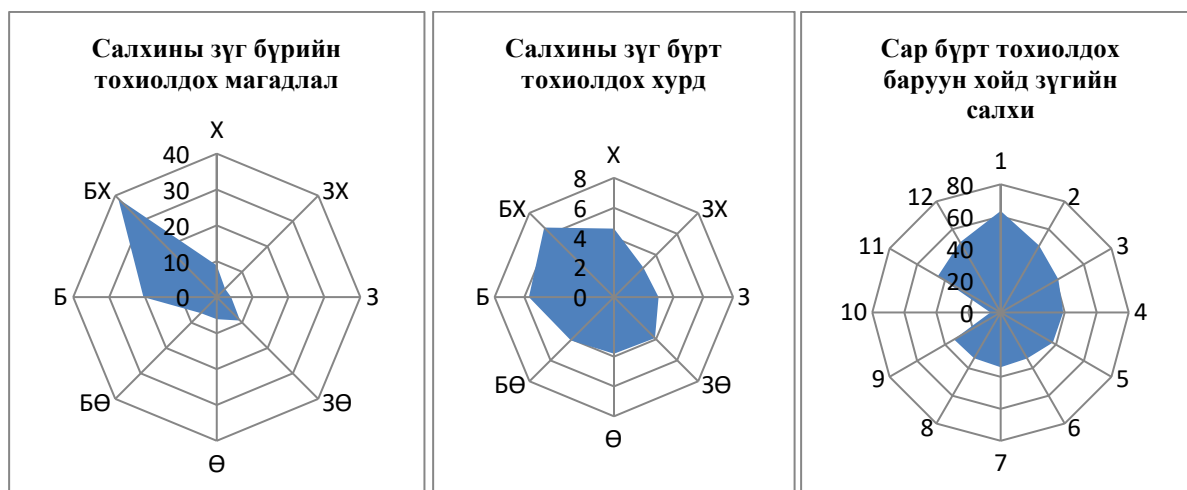 Салхины зүг бүрийн
тохиолдох магадлал
Х
40
БХ
ЗХ
30
20
10
Б
0
З
БӨ
ЗӨ
Ө
Салхины зүг бүрт
тохиолдох хурд
Х
8
БХ
6
ЗХ
4
2
Б
0
З
БӨ
ЗӨ
Ө
Сар бүрт тохиолдох
баруун хойд зүгийн
салхи
1
80
12
2
60
11
40
3
20
10
0
4
9
5
8
6
7